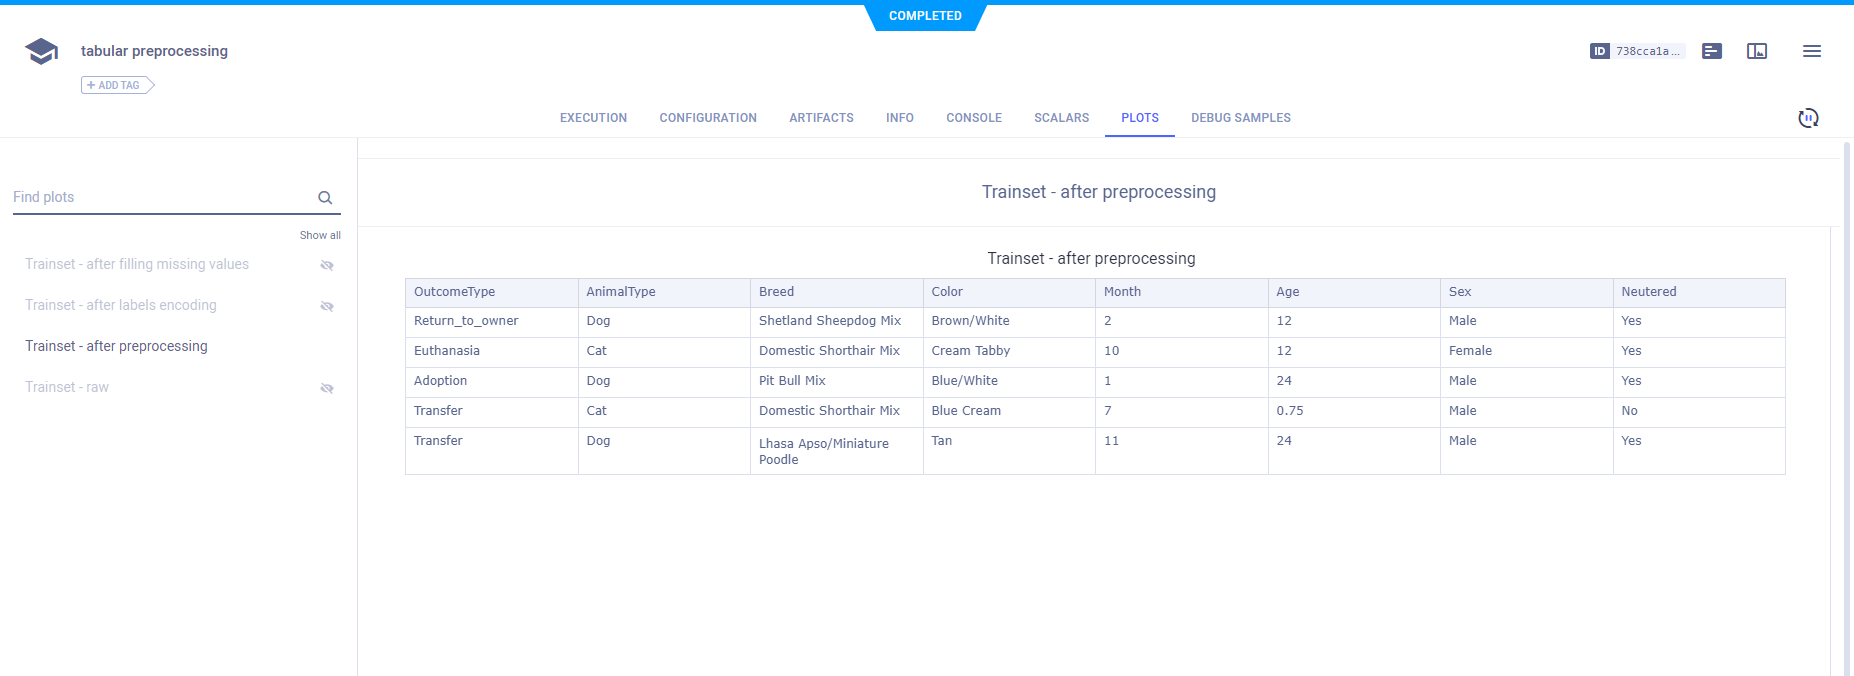 COMPLETED
tabular preprocessing
ID 738cca1a...
+ ADD TAG
EXECUTION CONFIGURATION ARTIFACTS INFO CONSOLE SCALARS PLOTS DEBUG SAMPLES
Find plots
Show all
Trainset - after filling missing values
Trainset - after labels encoding
Trainset - after preprocessing
Trainset - raw
Trainset - after preprocessing
Trainset - after preprocessing
OutcomeType AnimalType Breed Color Month Age Sex Neutered
Return_to_owner Dog Shetland Sheepdog Mix Brown/White 2 12 Male Yes
Euthanasia Cat Domestic Shorthair Mix Cream Tabby 10 12 Female Yes
Adoption Dog Pit Bull Mix Blue/White 1 24 Male Yes
Transfer Cat Domestic Shorthair Mix Blue Cream 7 0.75 Male No
Transfer Dog Lhasa Apso/Miniature Tan 11 24 Male Yes
Poodle